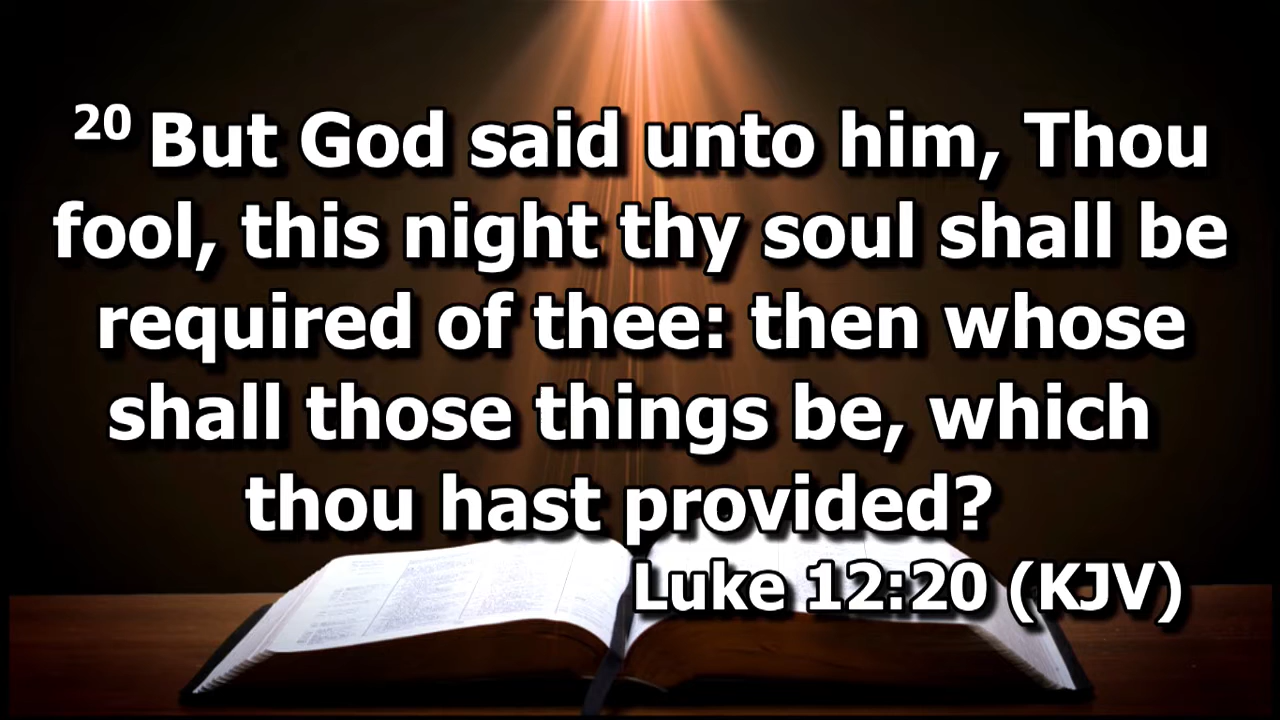 20 But God said unto him, Thou
fool, this night thy soul shall be
required of thee: then whose
shall those things be, which
thou hast provided?
Luke 12:20 (KJV)